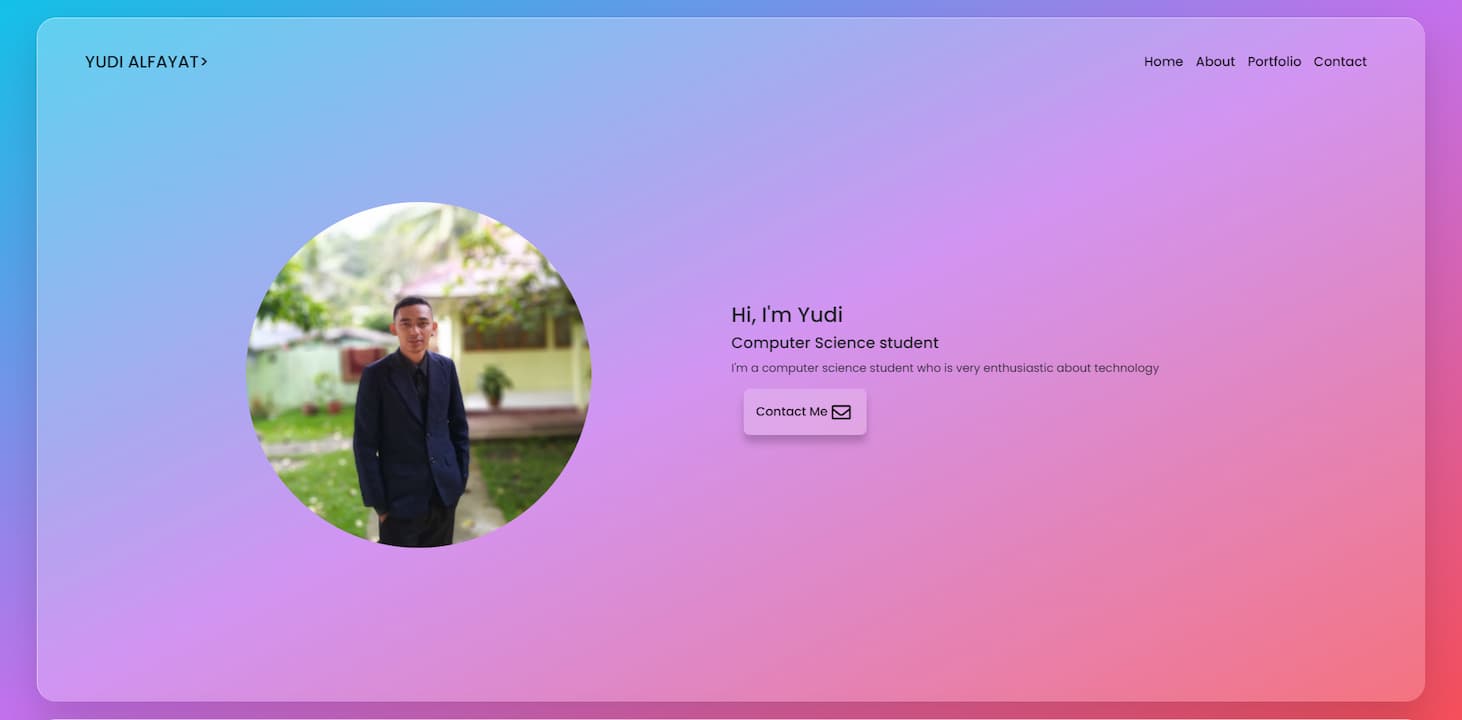 YUDI ALFAYAT>
Home About Portfolio Contact
Hi, I'm Yudi
Computer Science student
I'm a computer science student who is very enthusiastic about technology
Contact Me